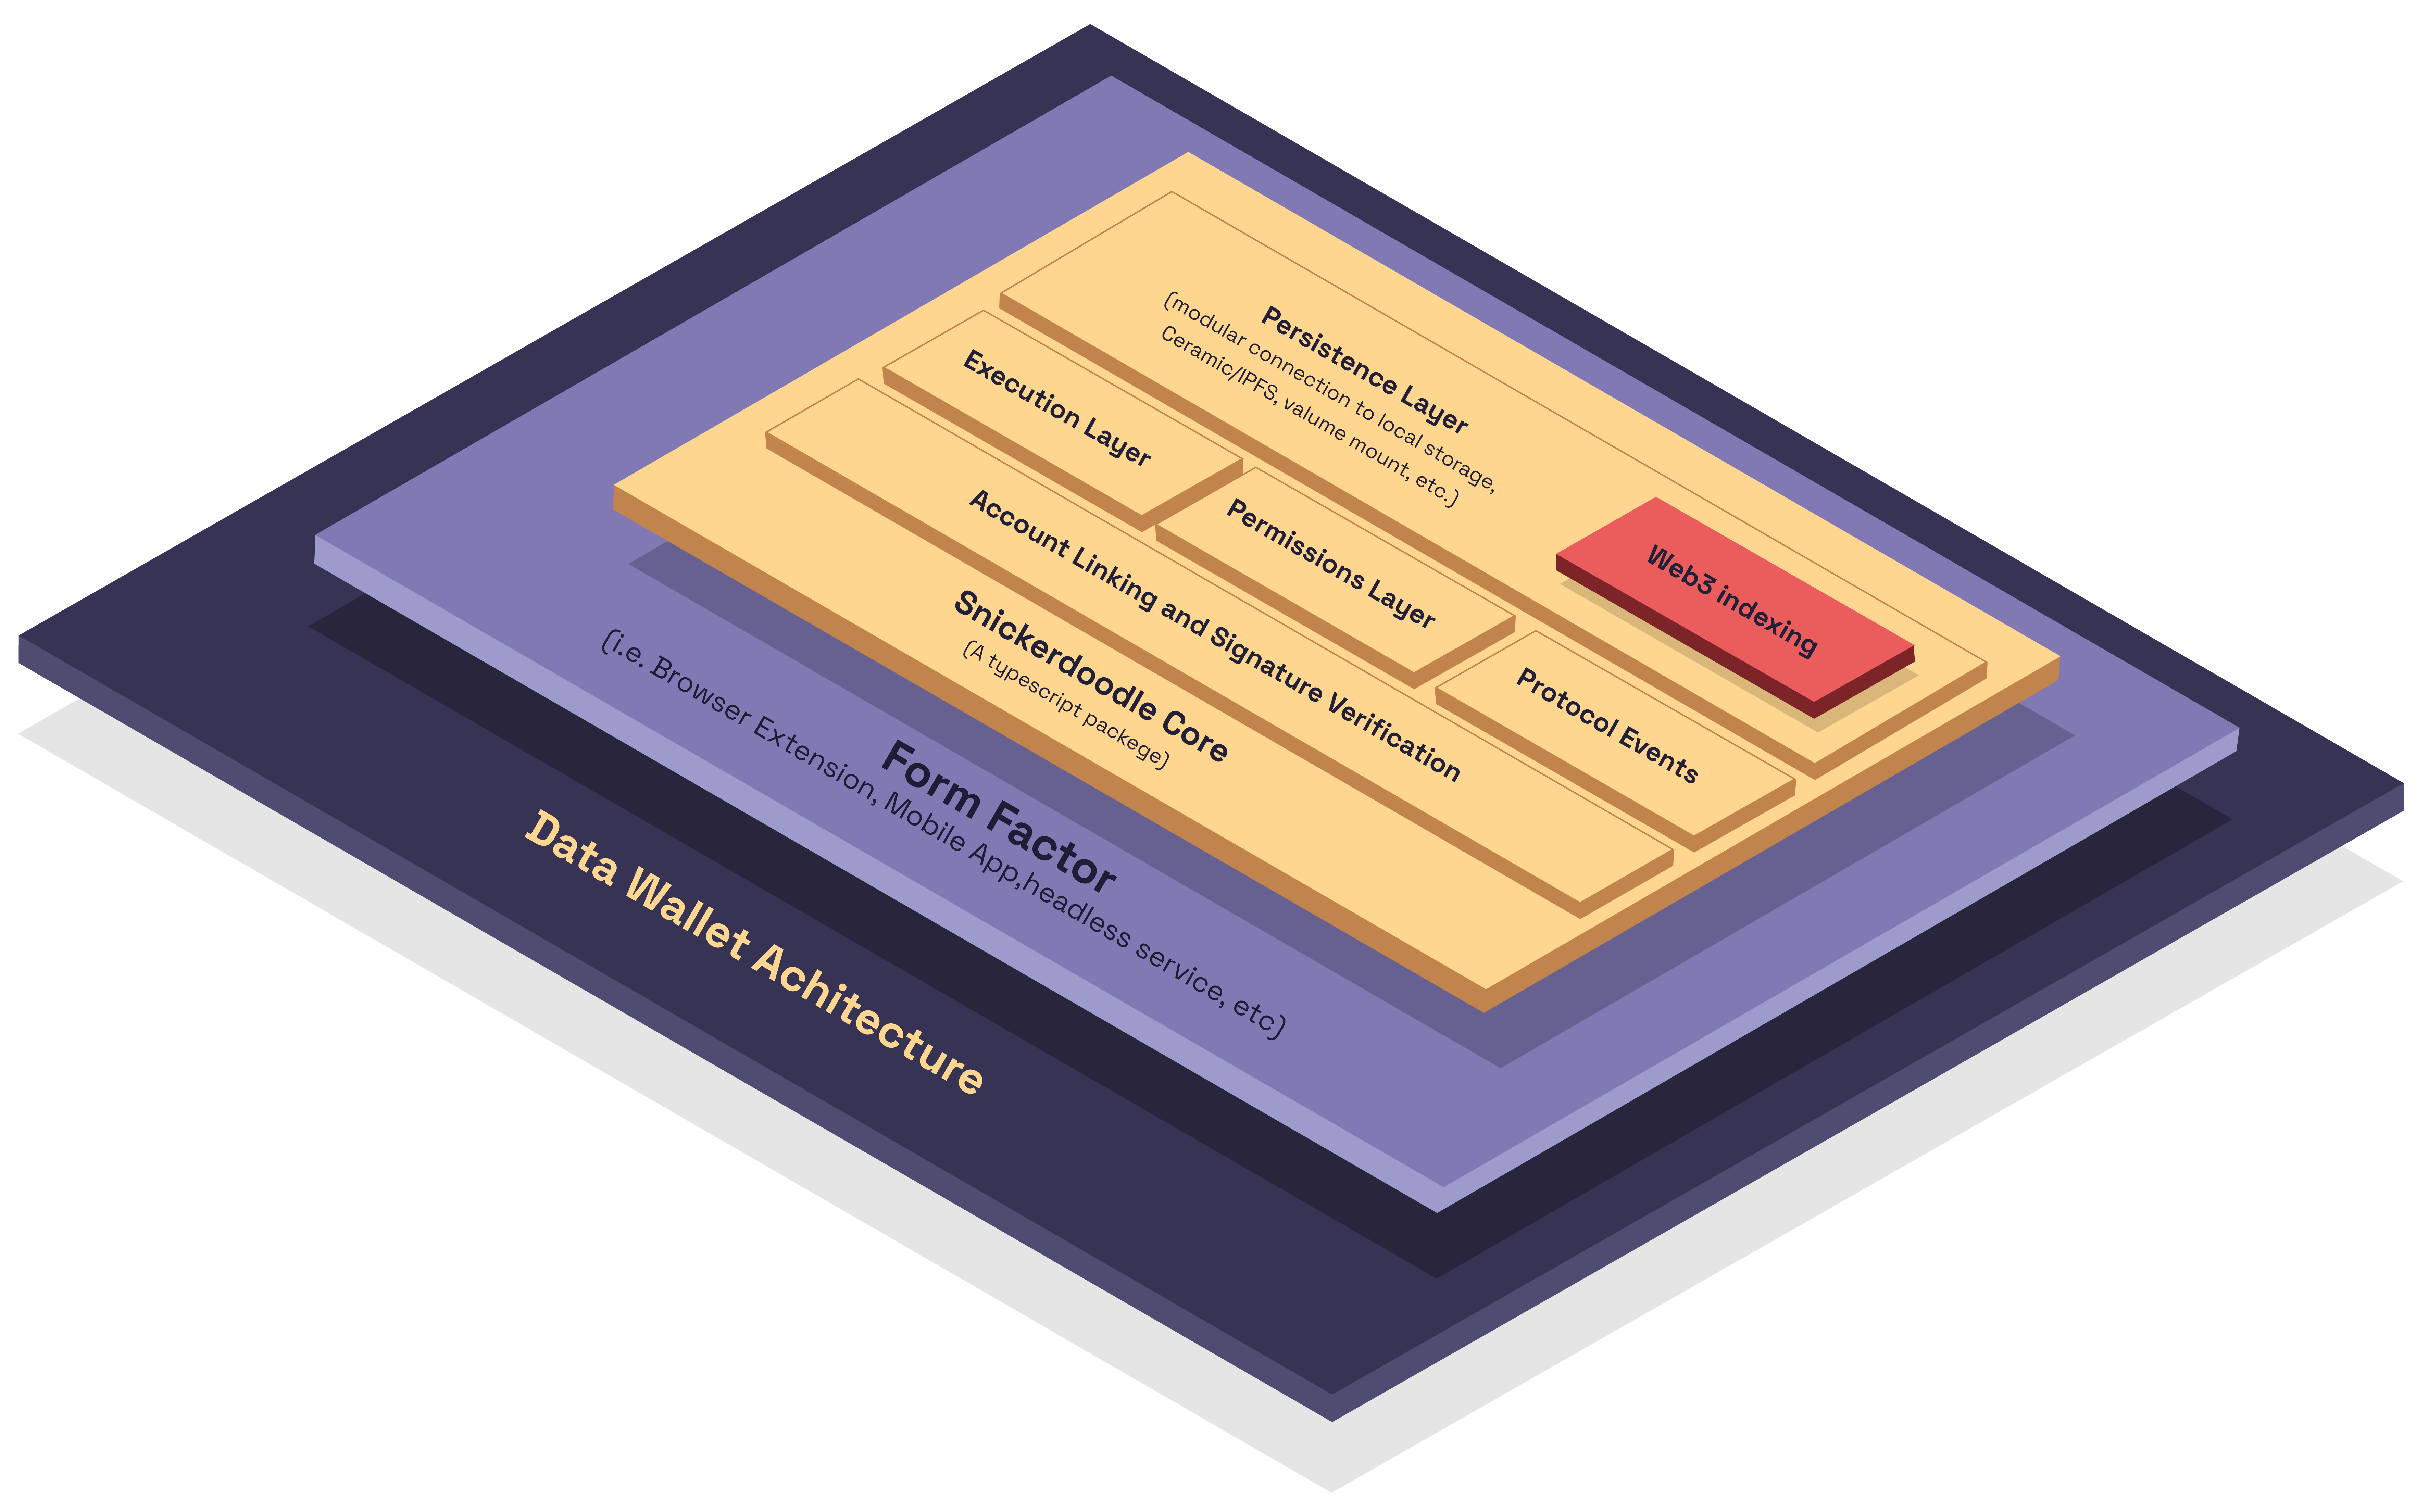 Persistence Layer
(modular connection to local storage,
Ceramic/IPFS, valume mount, etc.)
Web3 indexing
Execution Layer
Permissions Layer
Protocol Events
Account Linking and Signature Verification
Snickerdoodle Core
(A typescript packege)
Form Factor
(i.e. Browser Extension, Mobile App,headless service, etc)
Data Wallet Achitecture